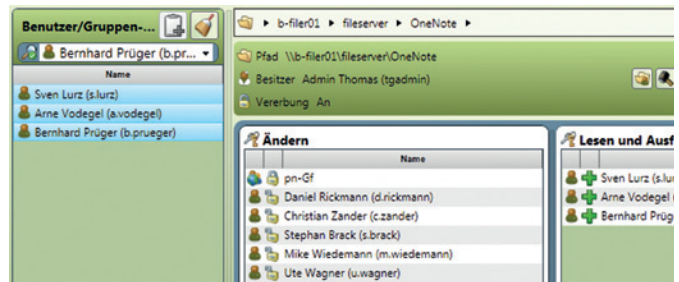 Benutzer/Gruppen-...
Bernhard Prüger (b.pr...
Name
Sven Lurz (s.lurz)
Arne Vodegel (a.vodegel)
Bernhard Prüger (b.prueger)
b-filer01 fileserver OneNote
Pfad \\b-filer01\fileserver\OneNote
Besitzer Admin Thomas (tgadmin)
Vererbung An
Ändern
Name
pn-Gf
Daniel Rickmann (d.rickmann)
Christian Zander (c.zander)
Stephan Brack (s.brack)
Mike Wiedemann (m.wiedemann)
Ute Wagner (u.wagner)
Lesen und Ausf
Sven Lurz (s.lur
Arne Vodegel (
Bernhard Prüg